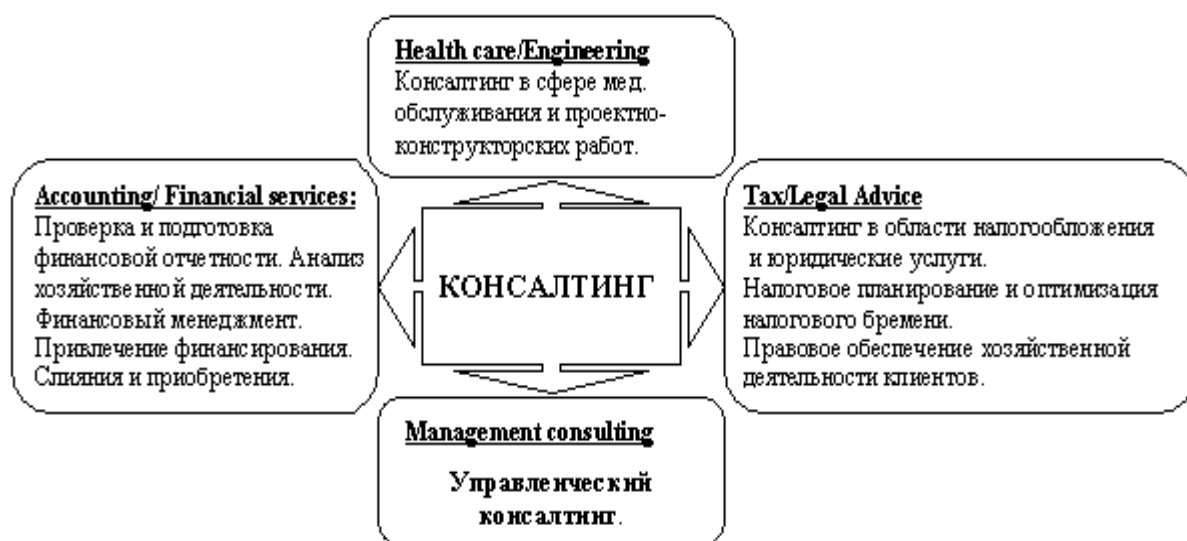 Health care/Engineering
Консалтинг в сфере мед.
обслуживания и проектно-
конструкторских работ.
Accounting/ Financial services:
Проверка и подготовка
финансовой отчетности. Анализ
хозяйственной деятельности.
Финансовый менеджмент.
Привлечение финансирования.
Слияния и приобретения.
КОНСАЛТИНГ
Tax/Legal Advice
Консалтинг в области налогообложения
и юридические услуги.
Налоговое планирование и оптимизация
налогового бремени.
Правовое обеспечение хозяйственной
деятельности клиентов.
Management consulting
Управленческий
консалтинг.